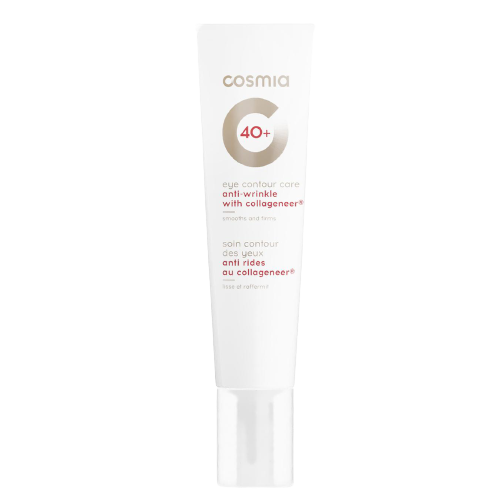 cosmia
40+
eye contour care
anti-wrinkle
with collageneer®
smooths and firms
soin contour
des yeux
anti rides
au collageneer®
lisse et raffermit